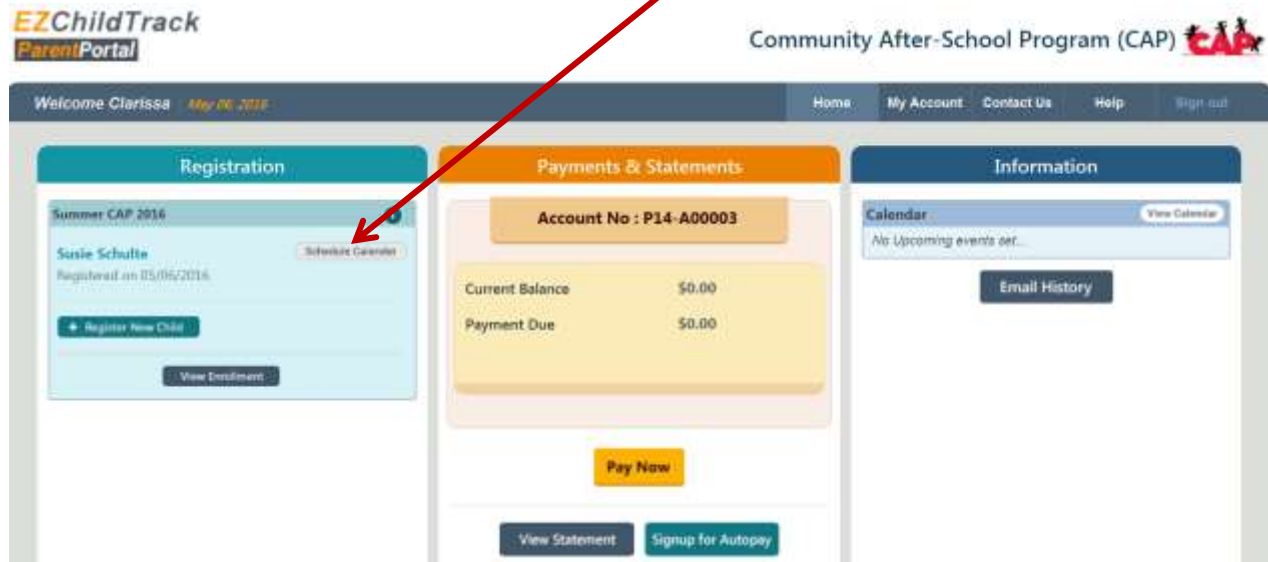 EZChildTrack
ParentPortal
Community After-School Program (CAP)
CAP
Welcome Clarissa May 06, 2016
Home My Account Contact Us Help Sign out
Registration
Summer CAP 2016
Susie Schulte
Schedule Calendar
Registered on 05/06/2016
+ Register New Child
View Enrollment
Payments & Statements
Account No : P14-A00003
Current Balance $0.00
Payment Due $0.00
Pay Now
View Statement
Signup for Autopay
Information
Calendar
View Calendar
No Upcoming events set...
Email History